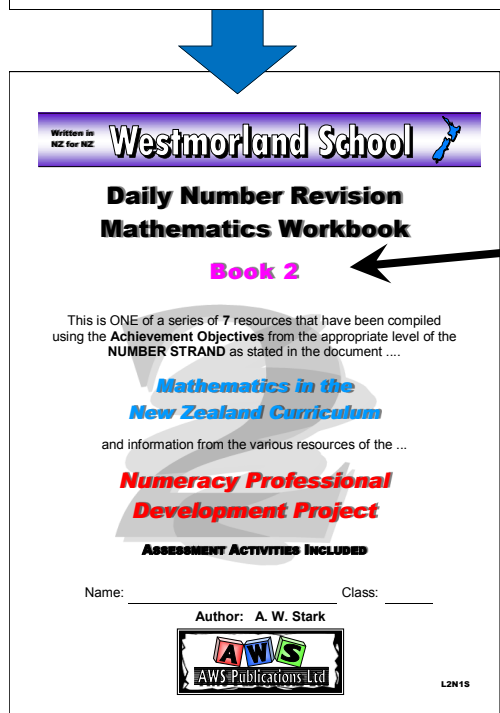 Written in
NZ for NZ
Westmorland School
Daily Number Revision
Mathematics Workbook
Book 2
This is ONE of a series of 7 resources that have been compiled
using the Achievement Objectives from the appropriate level of the
NUMBER STRAND as stated in the document ....
2
Mathematics in the
New Zealand Curriculum
and information from the various resources of the ...
Numeracy Professional
Development Project
ASSESSMENT ACTIVITIES INCLUDED
Name: Class:
Author: A. W. Stark
AWS
AWS Publications Ltd
L2N1S